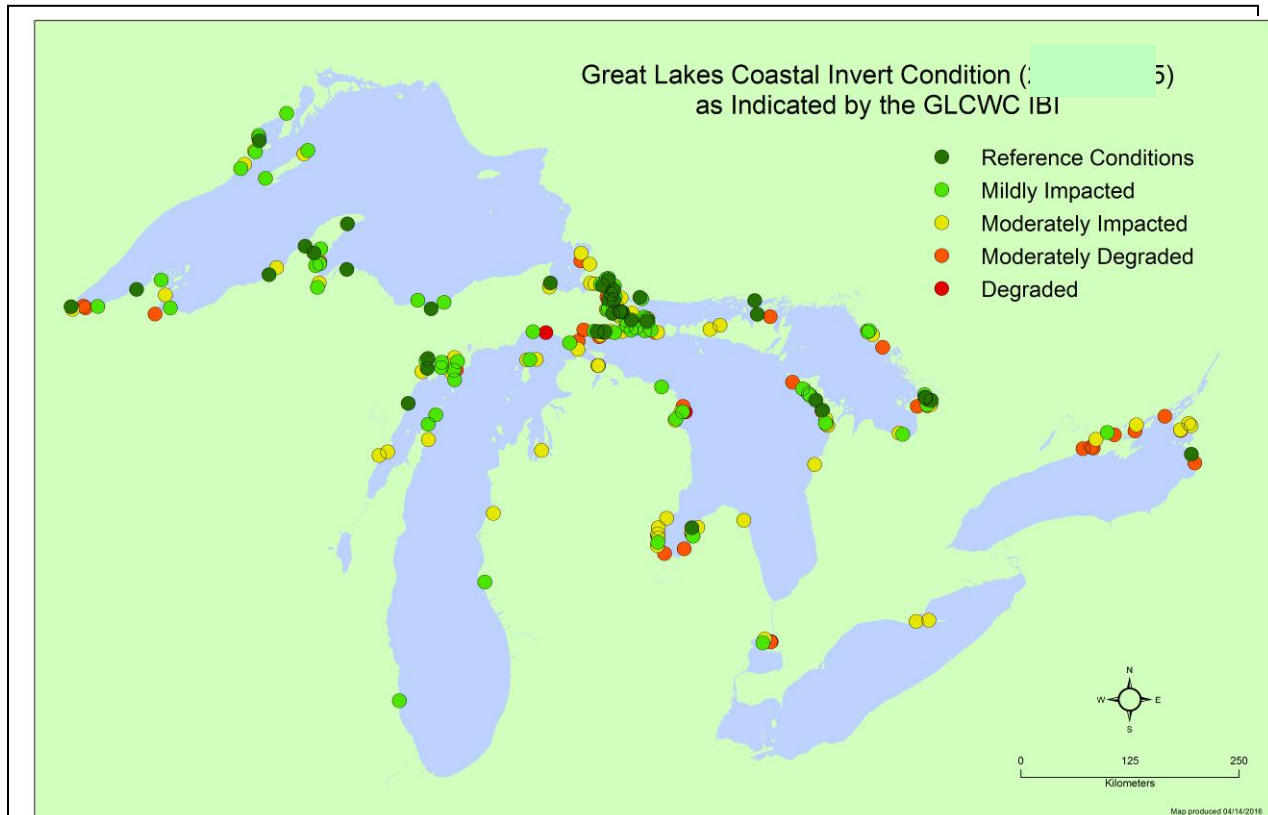 Great Lakes Coastal Invert Condition ( 5)
as Indicated by the GLCWC IBI
Reference Conditions
Mildly Impacted
Moderately Impacted
Moderately Degraded
Degraded
N
W E
S
0 125 250
Kilometers
Map produced 04/14/2016